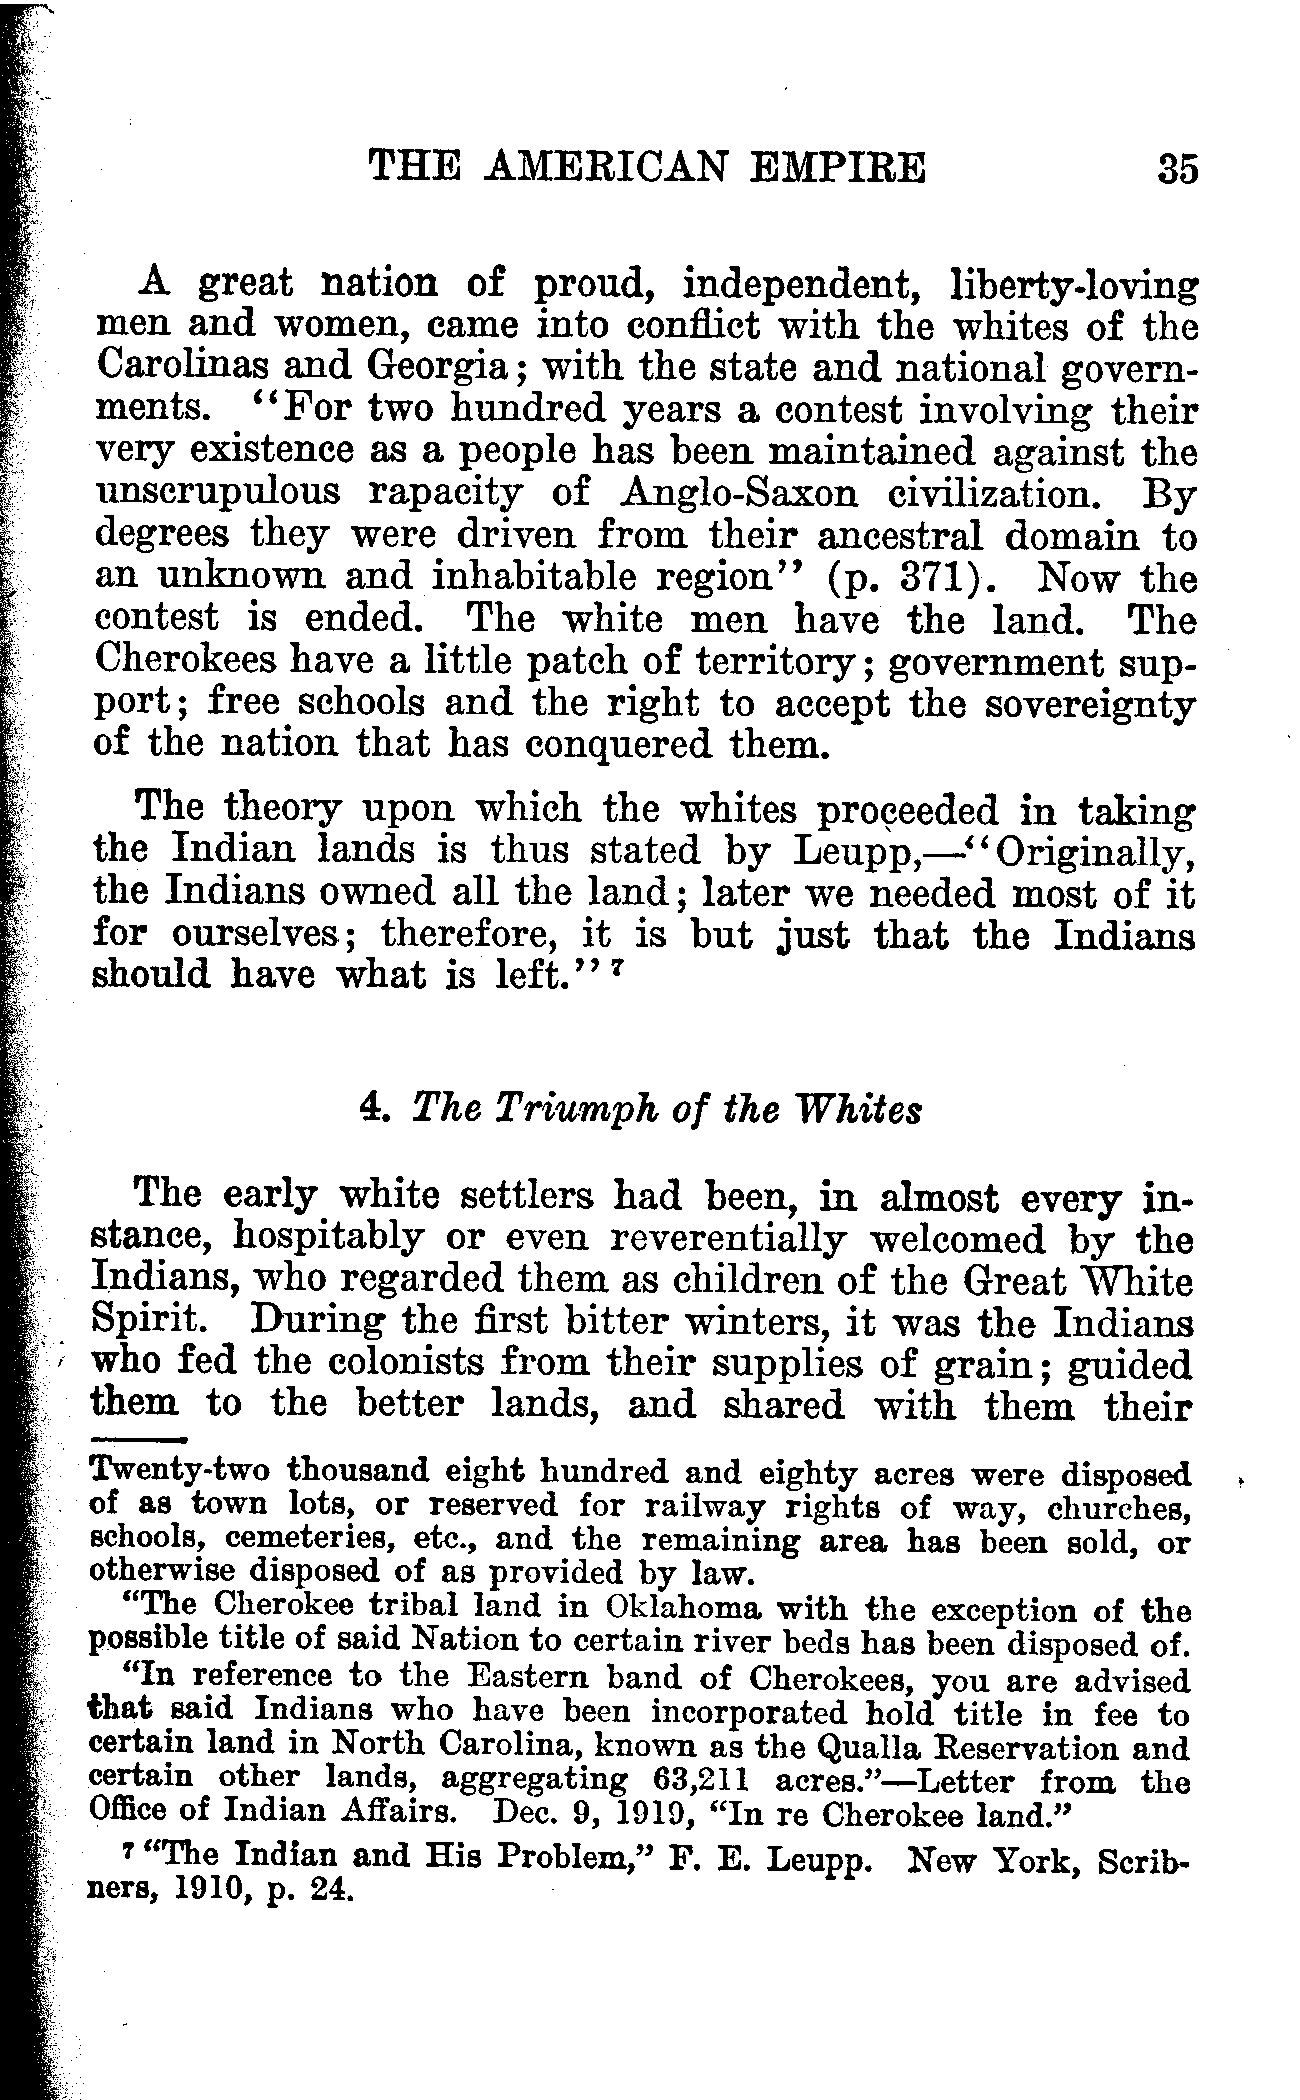 THE AMERICAN EMPIRE 35
A great nation of proud, independent, liberty-loving
men and women, came into conflict with the whites of the
Carolinas and Georgia; with the state and national govern-
ments. "For two hundred years a contest involving their
very existence as a people has been maintained against the
unscrupulous rapacity of Anglo-Saxon civilization. By
degrees they were driven from their ancestral domain to
an unknown and inhabitable region" (p. 371). Now the
contest is ended. The white men have the land. The
Cherokees have a little patch of territory; government sup-
port; free schools and the right to accept the sovereignty
of the nation that has conquered them.
The theory upon which the whites proceeded in taking
the Indian lands is thus stated by Leupp,—"Originally,
the Indians owned all the land; later we needed most of it
for ourselves; therefore, it is but just that the Indians
should have what is left." 7
4. The Triumph of the Whites
The early white settlers had been, in almost every in-
stance, hospitably or even reverentially welcomed by the
Indians, who regarded them as children of the Great White
Spirit. During the first bitter winters, it was the Indians
who fed the colonists from their supplies of grain; guided
them to the better lands, and shared with them their
Twenty-two thousand eight hundred and eighty acres were disposed
of as town lots, or reserved for railway rights of way, churches,
schools, cemeteries, etc., and the remaining area has been sold, or
otherwise disposed of as provided by law.
"The Cherokee tribal land in Oklahoma with the exception of the
possible title of said Nation to certain river beds has been disposed of.
"In reference to the Eastern band of Cherokees, you are advised
that said Indians who have been incorporated hold title in fee to
certain land in North Carolina, known as the Qualla Reservation and
certain other lands, aggregating 63,211 acres."—Letter from the
Office of Indian Affairs. Dec. 9, 1919, "In re Cherokee land."
7 "The Indian and His Problem," F. E. Leupp. New York, Scrib-
ners, 1910, p. 24.